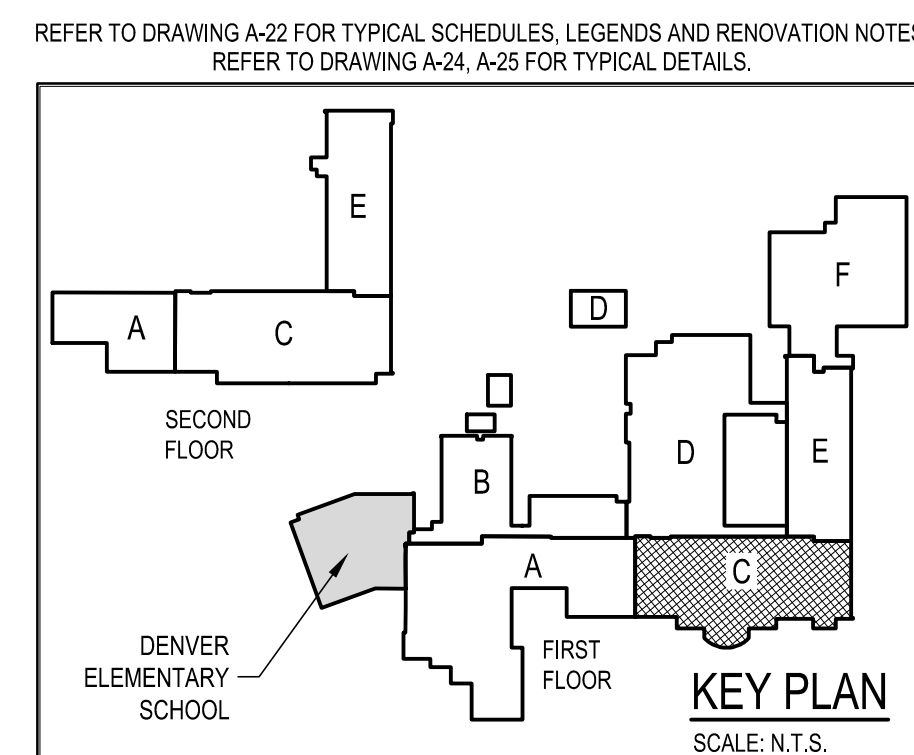 REFER TO DRAWING A-22 FOR TYPICAL SCHEDULES, LEGENDS AND RENOVATION NOTES
REFER TO DRAWING A-24, A-25 FOR TYPICAL DETAILS.
E
A
C
SECOND
FLOOR
D
F
B
D
E
A
C
DENVER
ELEMENTARY
SCHOOL
FIRST
FLOOR
KEY PLAN
SCALE: N.T.S.